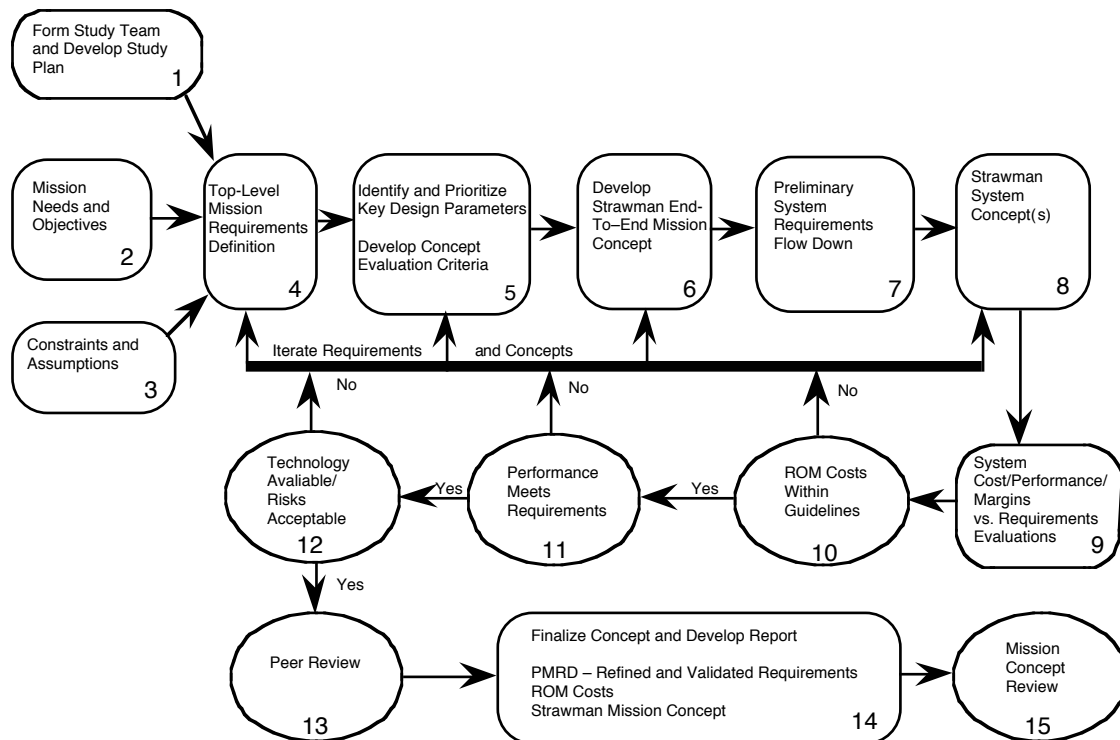 Form Study Team
and Develop Study
Plan
1
Mission
Needs and
Objectives
2
Constraints and
Assumptions
3
Top-Level
Mission
Requirements
Definition
4
Identify and Prioritize
Key Design Parameters
Develop Concept
Evaluation Criteria
5
Develop
Strawman End-
To–End Mission
Concept
6
Preliminary
System
Requirements
Flow Down
7
Strawman
System
Concept(s)
8
Iterate Requirements and Concepts
No
No
No
System
Cost/Performance/
Margins
vs. Requirements
Evaluations
9
ROM Costs
Within
Guidelines
10
Yes
Performance
Meets
Requirements
11
Yes
Technology
Avaliable/
Risks
Acceptable
12
Yes
Peer Review
13
Finalize Concept and Develop Report
PMRD – Refined and Validated Requirements
ROM Costs
Strawman Mission Concept
14
Mission
Concept
Review
15